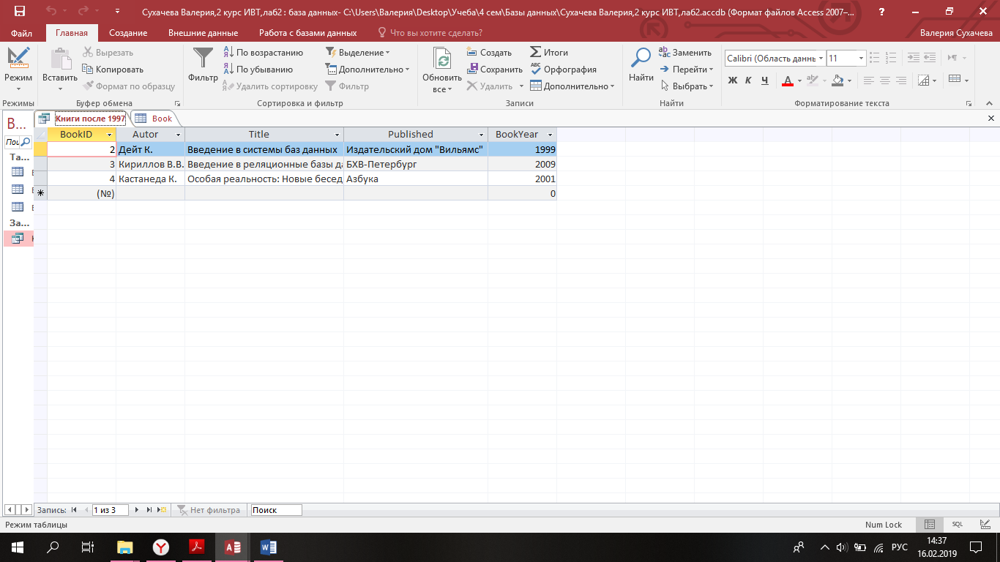 Сухачева Валерия,2 курс ИВТ,лаб2 : база данных- C:\Users\Валерия\Desktop\Учеба\4 сем\Базы данных\Сухачева Валерия,2 курс ИВТ,лаб2.accdb (Формат файлов Access 2007–...
Файл Главная Создание Внешние данные Работа с базами данных Что вы хотите сделать? Валерия Сухачева
Режим
Режимы
Вставить
Вырезать
Копировать
Формат по образцу
Буфер обмена
Фильтр
По возрастанию
По убыванию
Удалить сортировку
Выделение
Дополнительно
Фильтр
Сортировка и фильтр
Обновить все
Создать
Сохранить
Удалить
Итоги
Орфография
Дополнительно
Записи
Найти
Заменить
Перейти
Выбрать
Найти
Calibri (Область даннь 11
Ж К Ч А
Форматирование текста
В...
Пои
Та...
За...
Книги после 1997 Book
BookID Autor Title Published BookYear
2 Дейт К. Введение в системы баз данных Издательский дом "Вильямс" 1999
3 Кириллов В.В. Введение в реляционные базы да БХВ-Петербург 2009
4 Кастанеда К. Особая реальность: Новые бесед Азбука 2001
(№) 0
Запись: 1 из 3 Нет фильтра Поиск
Режим таблицы Num Lock SQL
РУС 14:37
16.02.2019